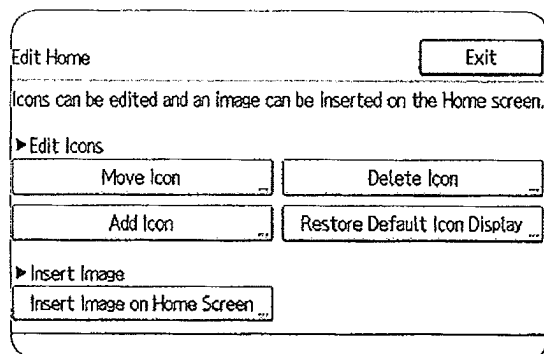 Edit Home Exit
Icons can be edited and an image can be inserted on the Home screen.
►Edit Icons
Move Icon Delete Icon
Add Icon Restore Default Icon Display
►Insert Image
Insert Image on Home Screen